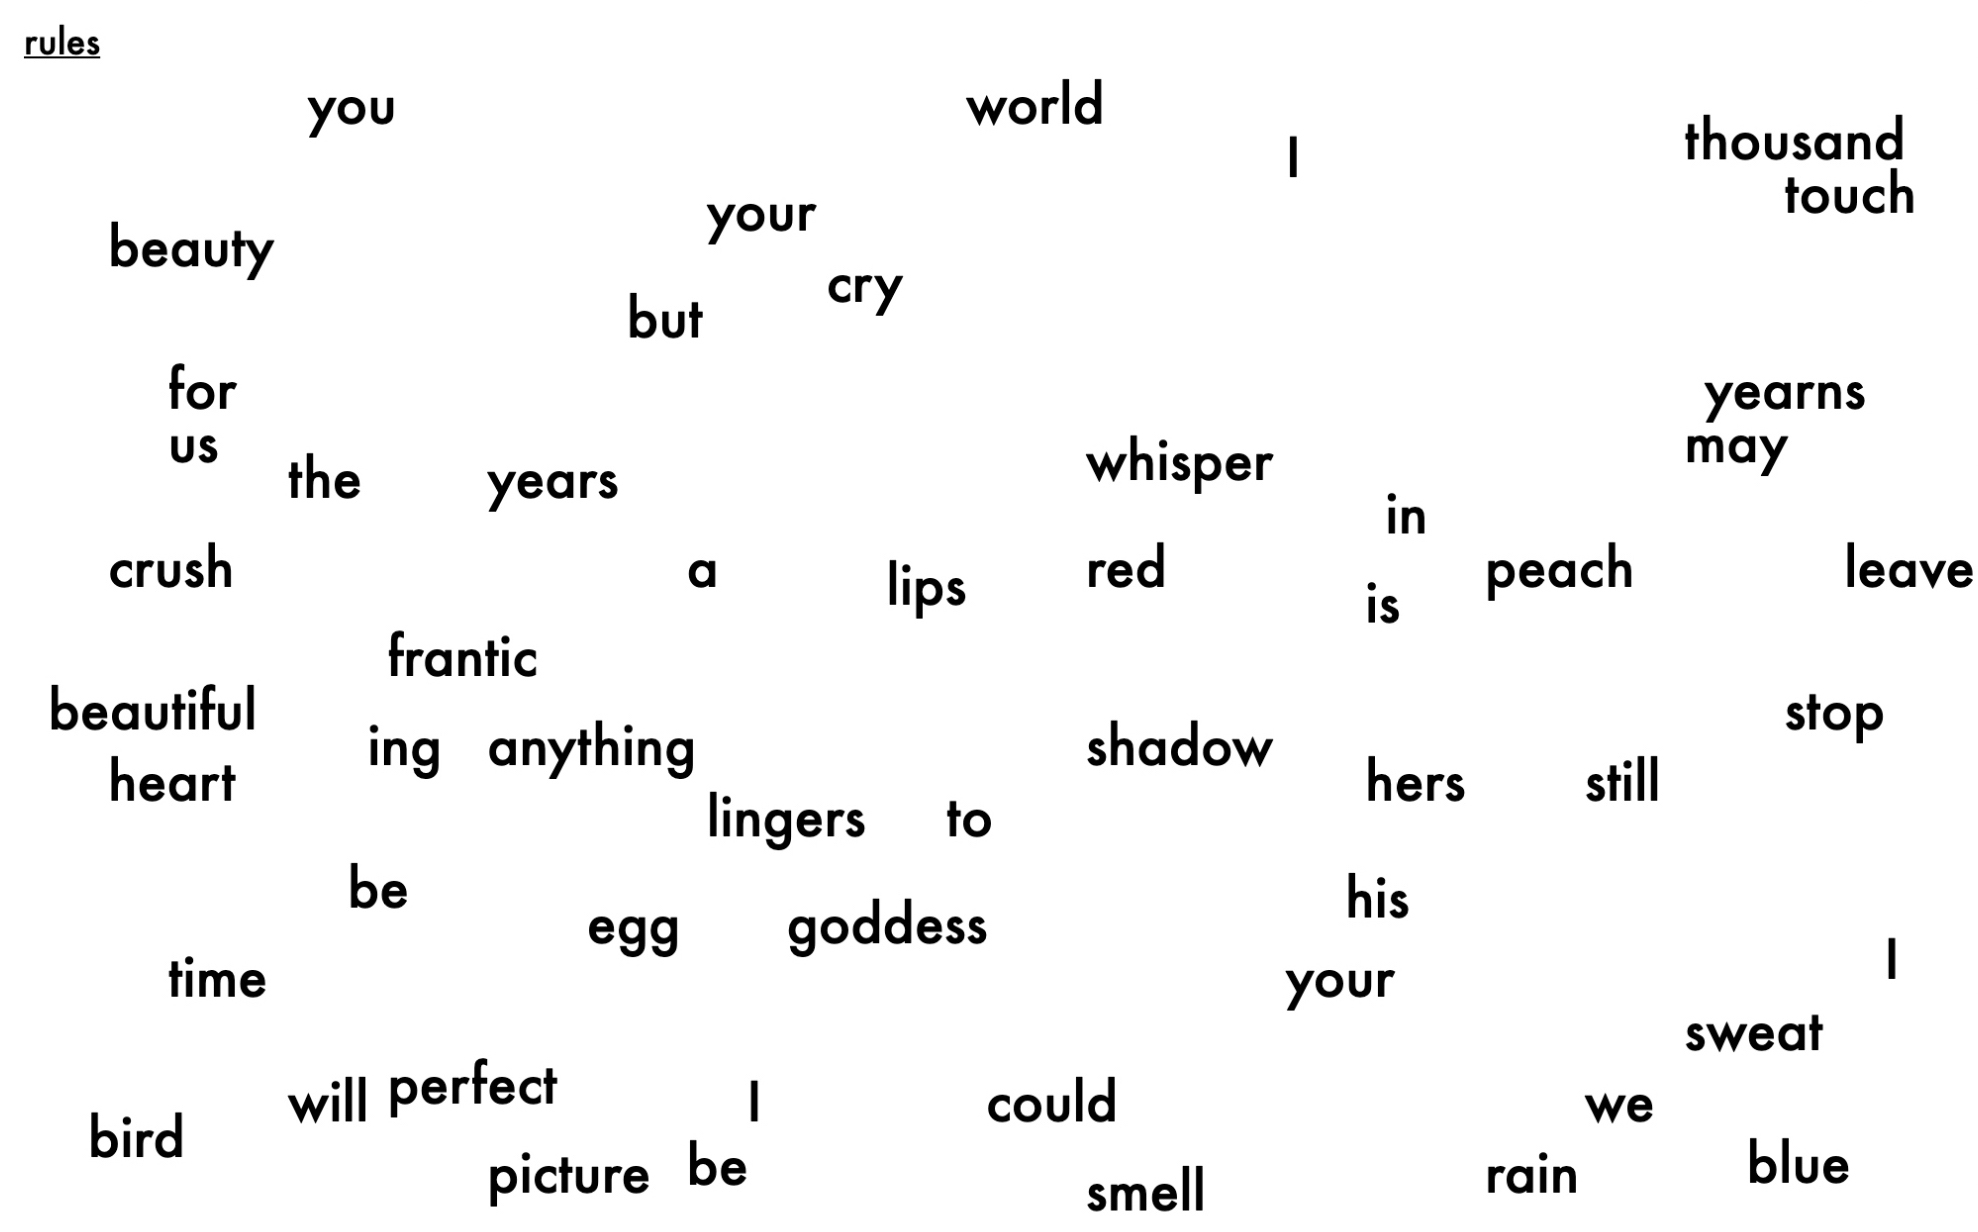 rules
you world
I thousand
touch
your
beauty
cry
but
for yearns
us may
the years whisper
in
crush a lips red peach leave
is
frantic
beautiful stop
ing anything shadow
heart hers still
lingers to
be his
egg goddess
I
time your
sweat
will perfect I could we
bird
picture be rain blue
smell